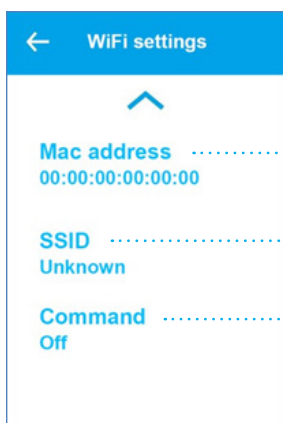 WiFi settings
Mac address
00:00:00:00:00:00
SSID
Unknown
Command
Off